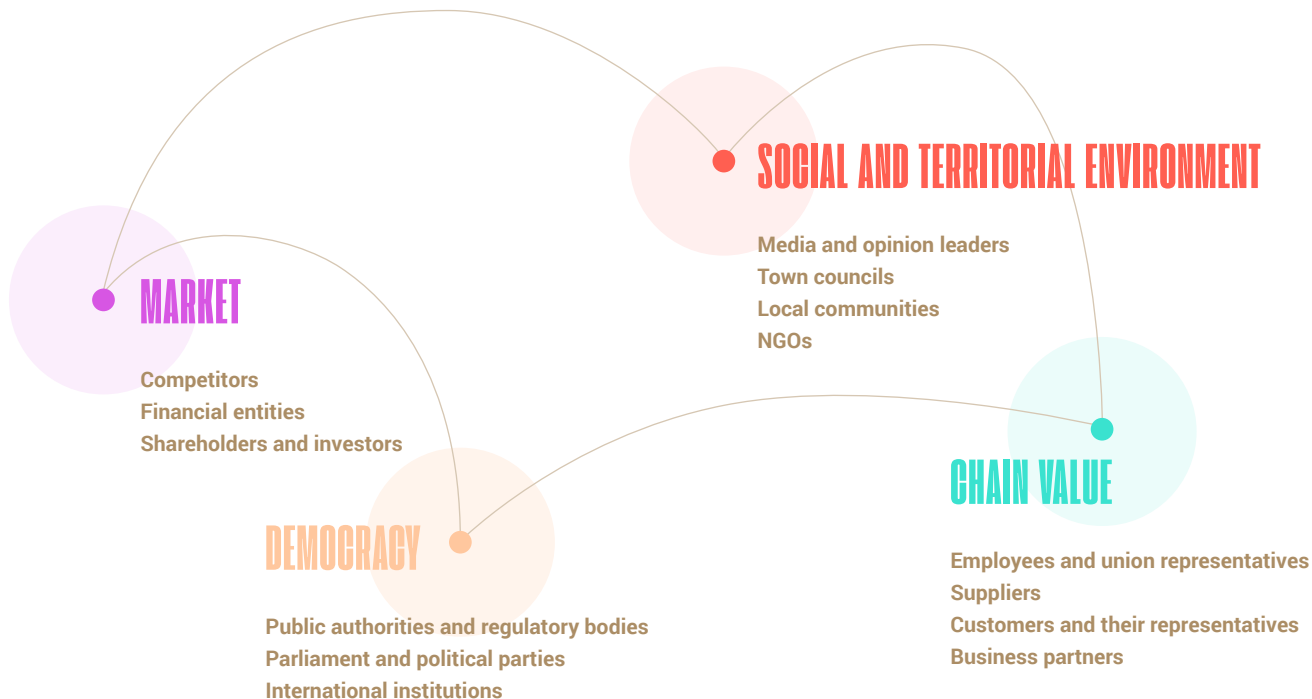 SOCIAL AND TERRITORIAL ENVIRONMENT
Media and opinion leaders
Town councils
Local communities
NGOs
MARKET
Competitors
Financial entities
Shareholders and investors
CHAIN VALUE
Employees and union representatives
Suppliers
Customers and their representatives
Business partners
DEMOCRACY
Public authorities and regulatory bodies
Parliament and political parties
International institutions